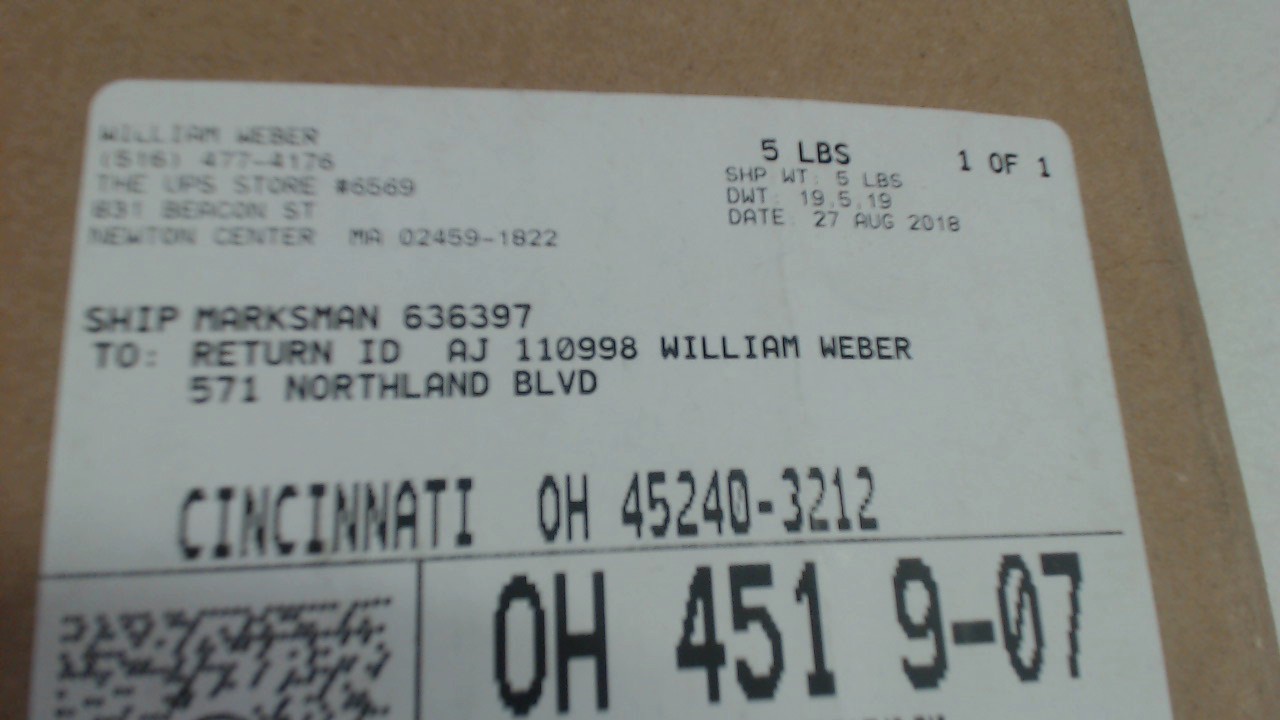 WILLIAM WEBER
(516) 477-4176
THE UPS STORE #6569
831 BEACON ST
NEWTON CENTER MA 02459-1822
5 LBS
1 OF 1
SHP WT: 5 LBS
DWT: 19,5,19
DATE: 27 AUG 2018
SHIP MARKSMAN 636397
TO: RETURN ID AJ 110998 WILLIAM WEBER
571 NORTHLAND BLVD
CINCINNATI OH 45240-3212
OH 451 9-07